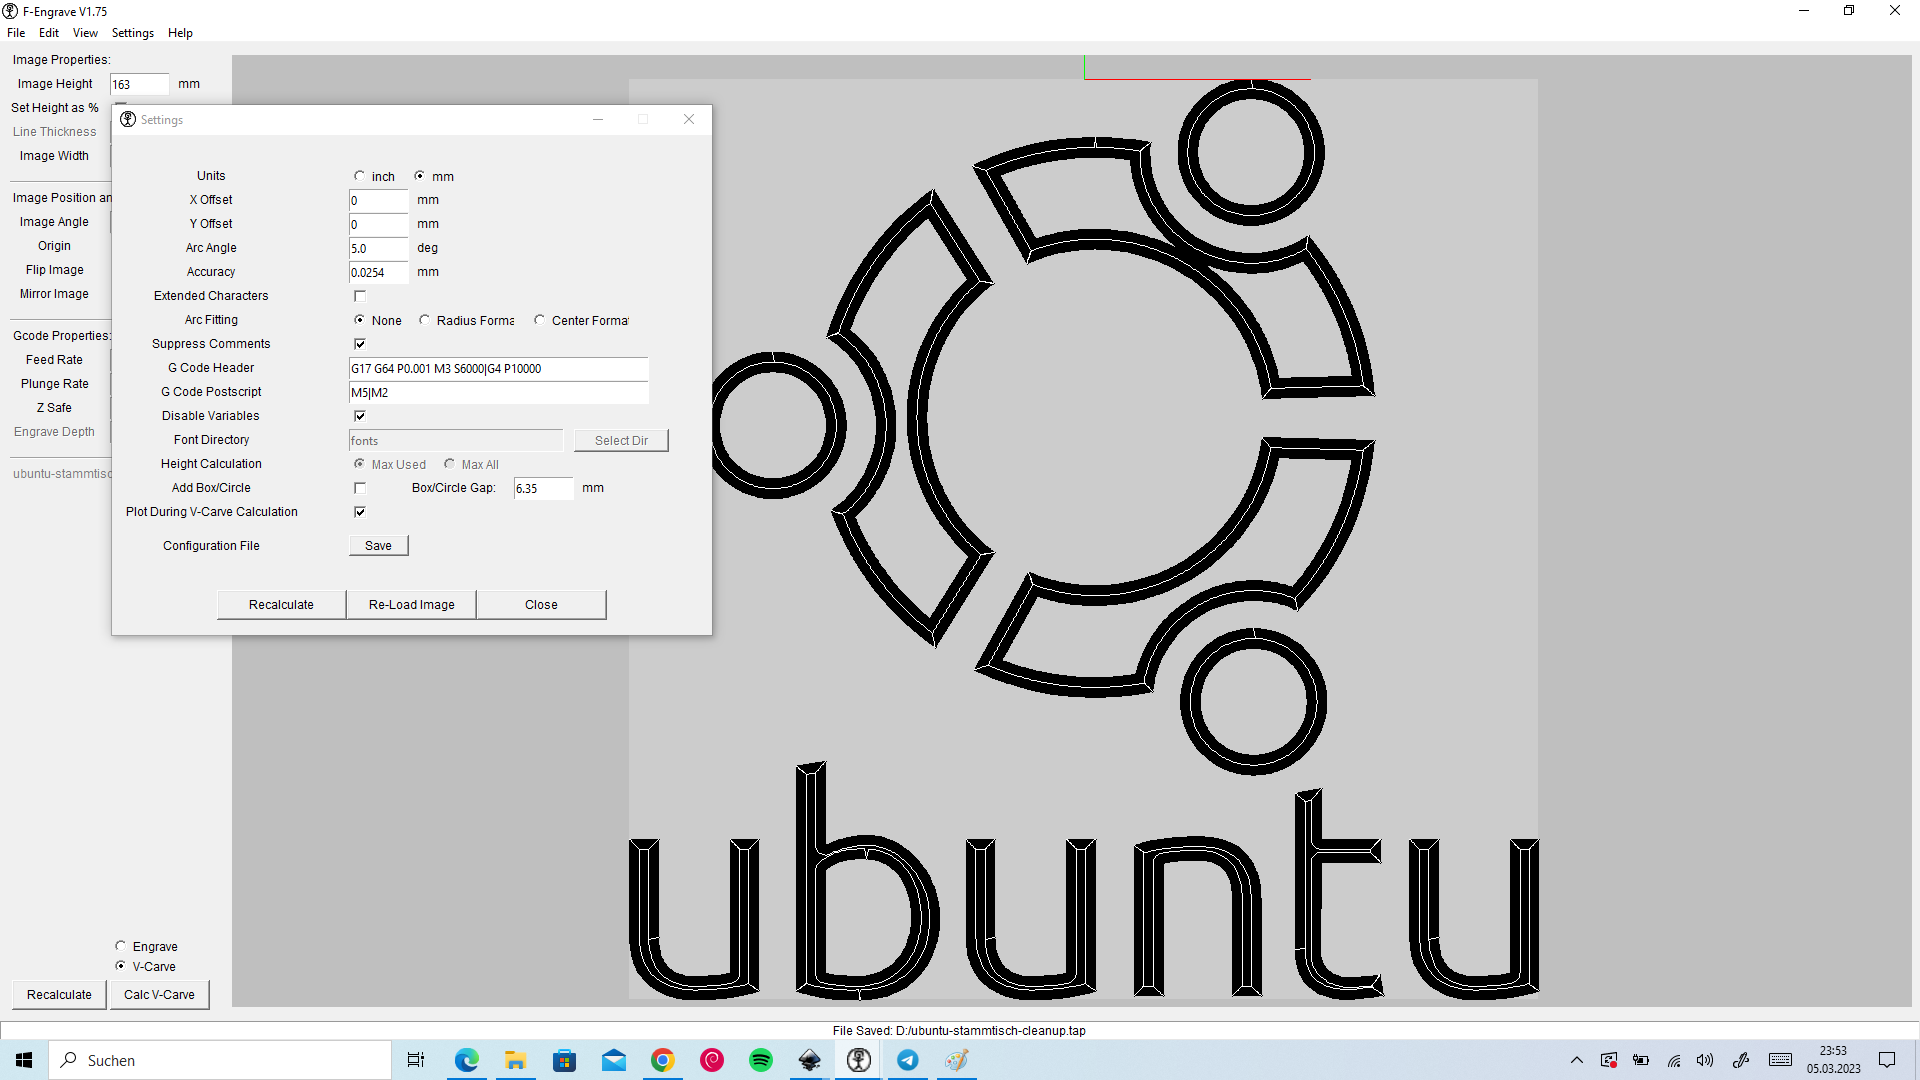 F-Engrave V1.75
File Edit View Settings Help
Image Properties:
Image Height 163 mm
Set Height as %
Line Thickness
Image Width
Image Position an
Image Angle
Origin
Flip Image
Mirror Image
Gcode Properties:
Feed Rate
Plunge Rate
Z Safe
Engrave Depth
ubuntu-stammtisc
Engrave
V-Carve
Recalculate Calc V-Carve
Settings
Units inch mm
X Offset 0 mm
Y Offset 0 mm
Arc Angle 5.0 deg
Accuracy 0.0254 mm
Extended Characters
Arc Fitting None Radius Forma Center Format
Suppress Comments
G Code Header G17 G64 P0.001 M3 S6000|G4 P10000
G Code Postscript M5|M2
Disable Variables
Font Directory fonts Select Dir
Height Calculation Max Used Max All
Add Box/Circle Box/Circle Gap: 6.35 mm
Plot During V-Carve Calculation
Configuration File Save
Recalculate Re-Load Image Close
ubuntu
File Saved: D:/ubuntu-stammtisch-cleanup.tap
Suchen
23:53
05.03.2023